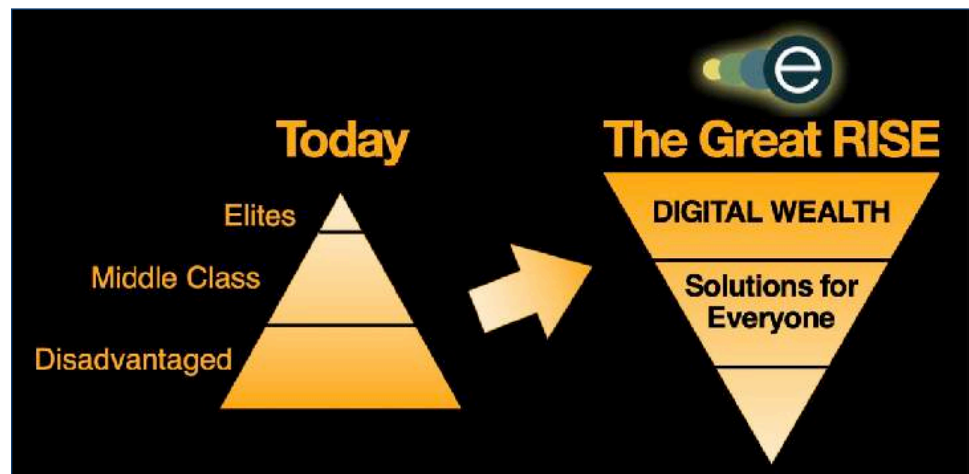 e
Today
The Great RISE
Elites
Middle Class
Disadvantaged
DIGITAL WEALTH
Solutions for
Everyone